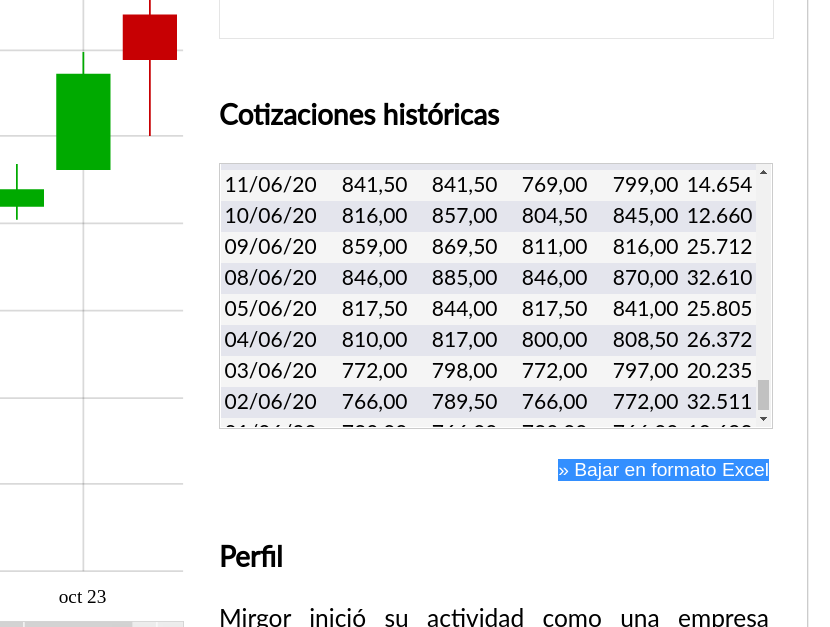 Cotizaciones históricas
11/06/20 841,50 841,50 769,00 799,00 14.654
10/06/20 816,00 857,00 804,50 845,00 12.660
09/06/20 859,00 869,50 811,00 816,00 25.712
08/06/20 846,00 885,00 846,00 870,00 32.610
05/06/20 817,50 844,00 817,50 841,00 25.805
04/06/20 810,00 817,00 800,00 808,50 26.372
03/06/20 772,00 798,00 772,00 797,00 20.235
02/06/20 766,00 789,50 766,00 772,00 32.511
» Bajar en formato Excel
Perfil
oct 23
Mirgor inició su actividad como una empresa